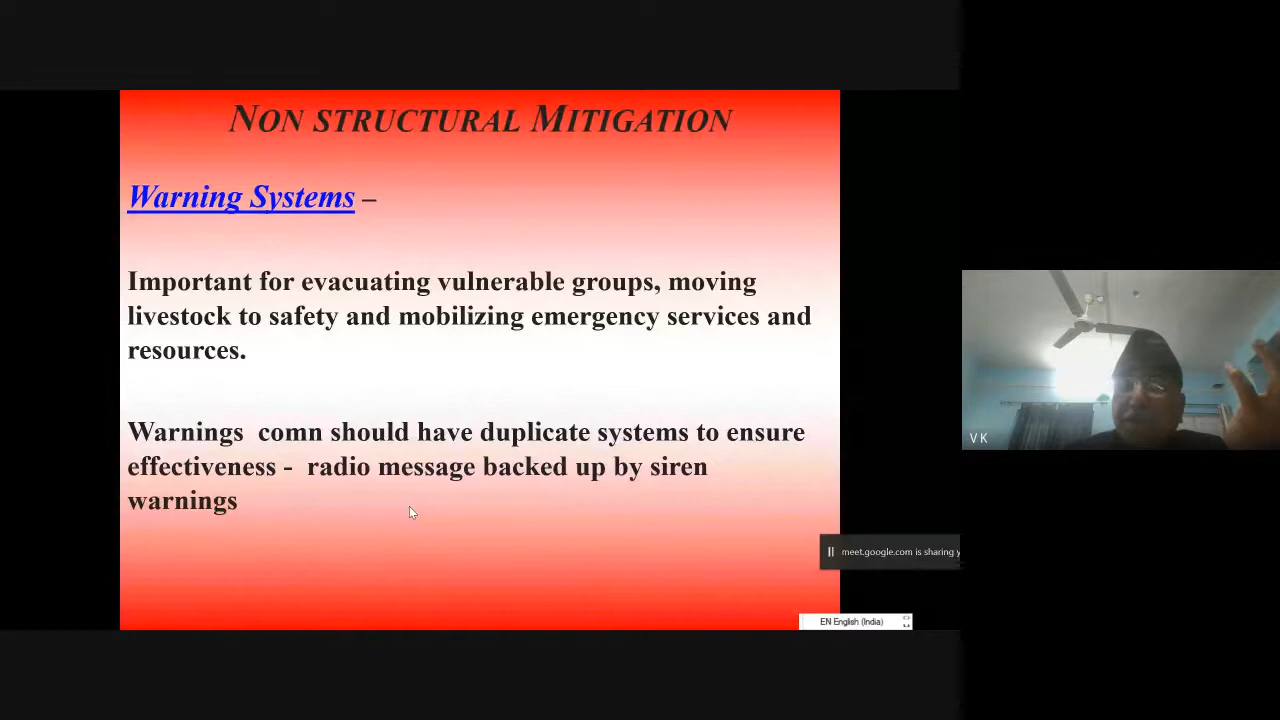 NON STRUCTURAL MITIGATION
Warning Systems –
Important for evacuating vulnerable groups, moving
livestock to safety and mobilizing emergency services and
resources.
Warnings  comn should have duplicate systems to ensure
effectiveness -  radio message backed up by siren
warnings
V K
meet.google.com is sharing y
EN English (India)